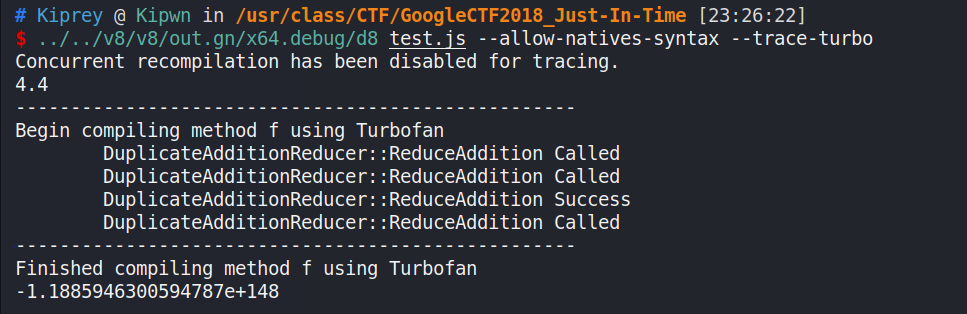 # Kiprey @ Kipwn in /usr/class/CTF/GoogleCTF2018_Just-In-Time [23:26:22]
$ ../../v8/v8/out.gn/x64.debug/d8 test.js --allow-natives-syntax --trace-turbo
Concurrent recompilation has been disabled for tracing.
4.4
---------------------------------------------------
Begin compiling method f using Turbofan
        DuplicateAdditionReducer::ReduceAddition Called
        DuplicateAdditionReducer::ReduceAddition Called
        DuplicateAdditionReducer::ReduceAddition Success
        DuplicateAdditionReducer::ReduceAddition Called
---------------------------------------------------
Finished compiling method f using Turbofan
-1.1885946300594787e+148